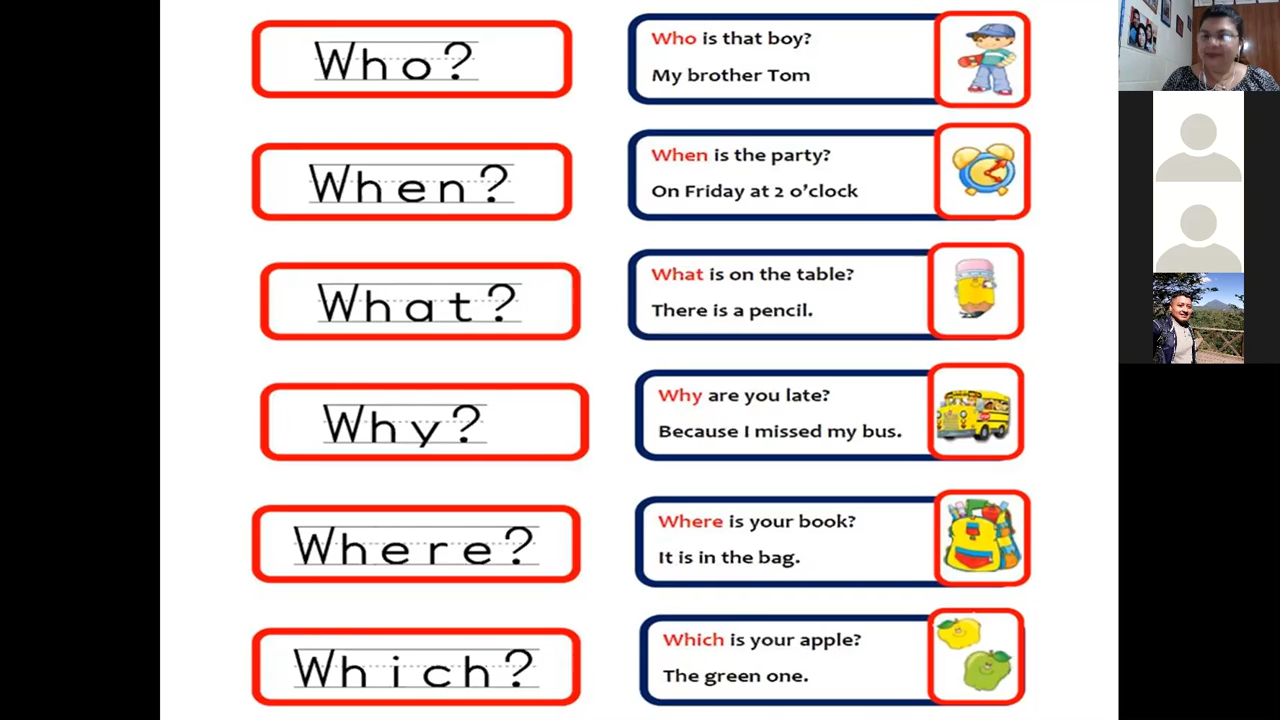 Who?
Who is that boy?
My brother Tom
When?
When is the party?
On Friday at 2 o'clock
What?
What is on the table?
There is a pencil.
Why?
Why are you late?
Because I missed my bus.
Where?
Where is your book?
It is in the bag.
Which?
Which is your apple?
The green one.